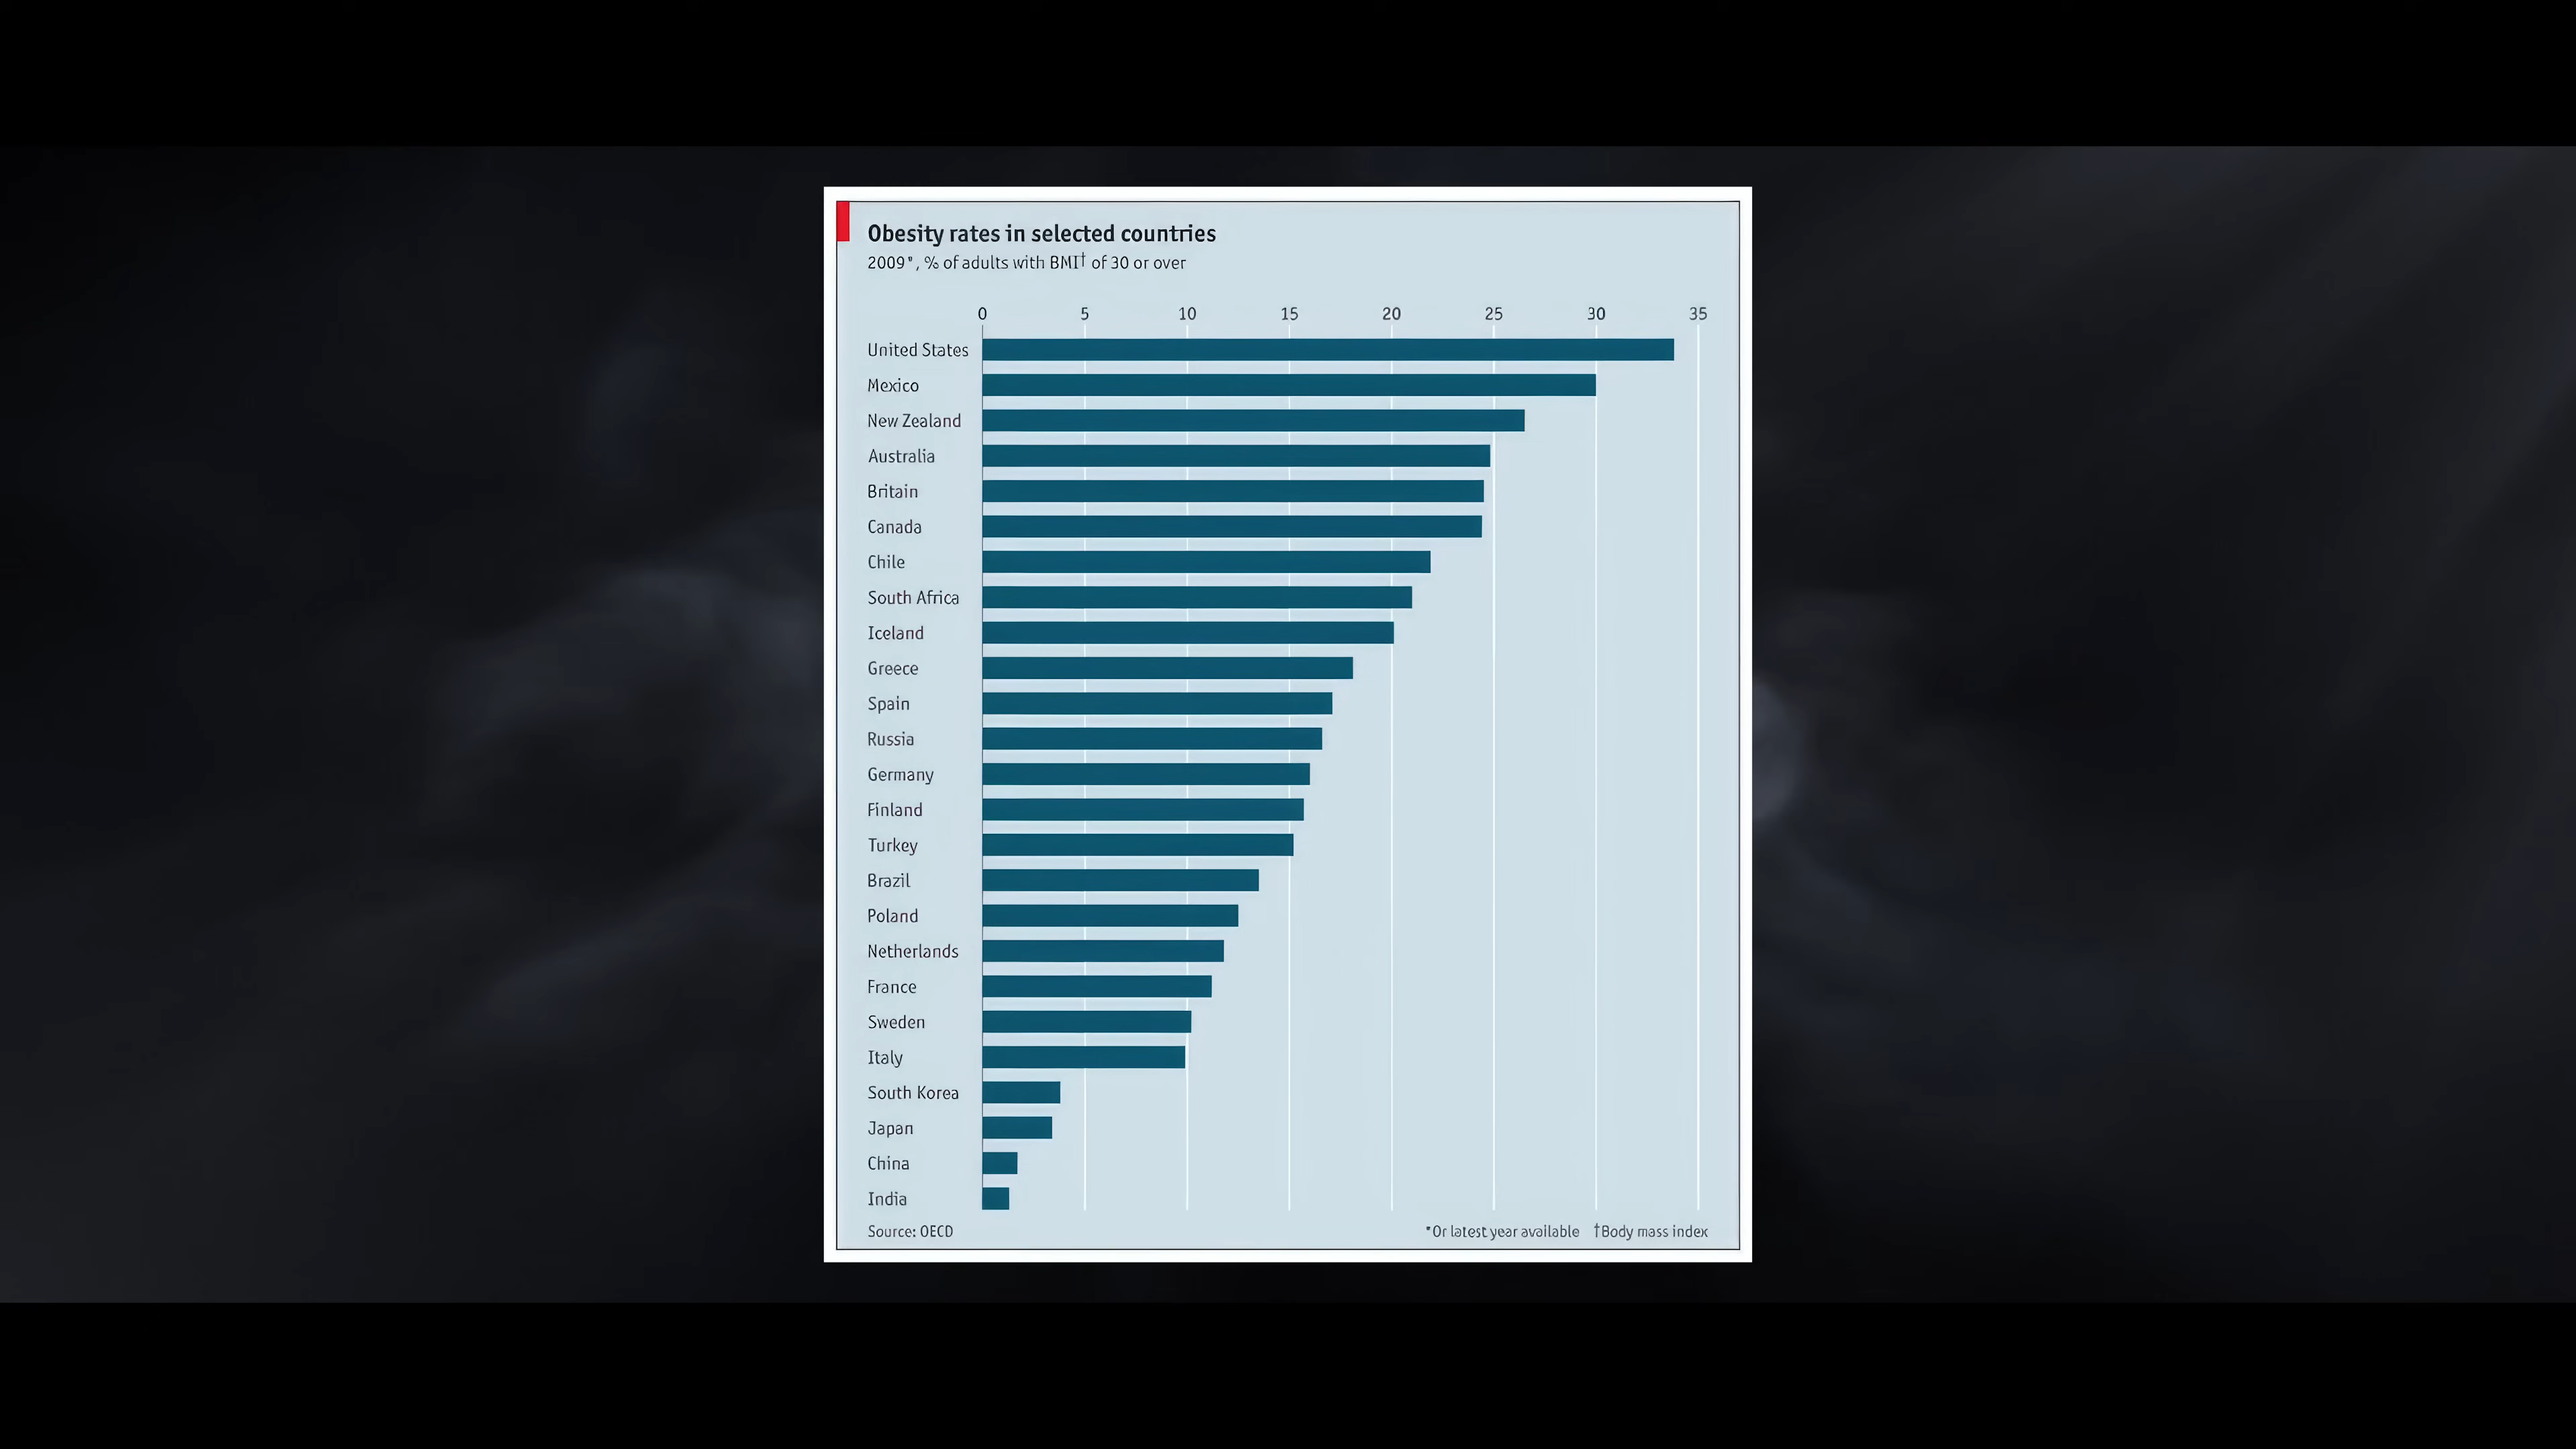 Obesity rates in selected countries
2009*, % of adults with BMI† of 30 or over
0 5 10 15 20 25 30 35
United States
Mexico
New Zealand
Australia
Britain
Canada
Chile
South Africa
Iceland
Greece
Spain
Russia
Germany
Finland
Turkey
Brazil
Poland
Netherlands
France
Sweden
Italy
South Korea
Japan
China
India
Source: OECD *Or latest year available †Body mass index